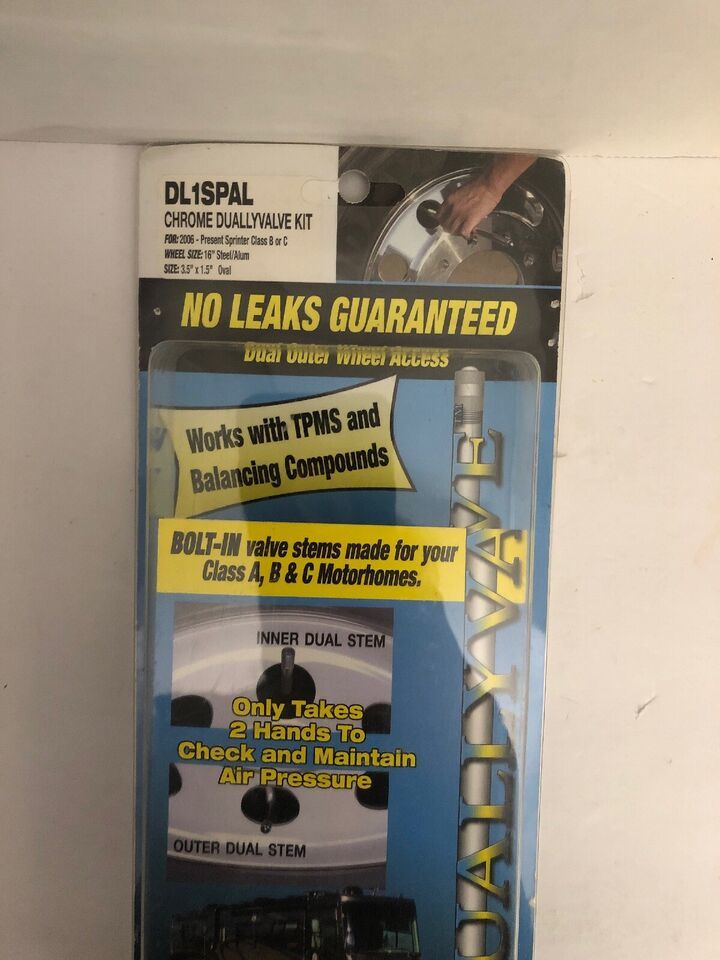 DL1SPAL
CHROME DUALLYVALVE KIT
FOR: 2006 - Present Sprinter Class B or C
WHEEL SIZE: 16" Steel/Alum
SIZE: 3.5" x 1.5" Oval
NO LEAKS GUARANTEED
Dual Outer Wheel Access
Works with TPMS and
Balancing Compounds
BOLT-IN valve stems made for your
Class A, B & C Motorhomes.
INNER DUAL STEM
Only Takes
2 Hands To
Check and Maintain
Air Pressure
OUTER DUAL STEM
UALLYVALVE